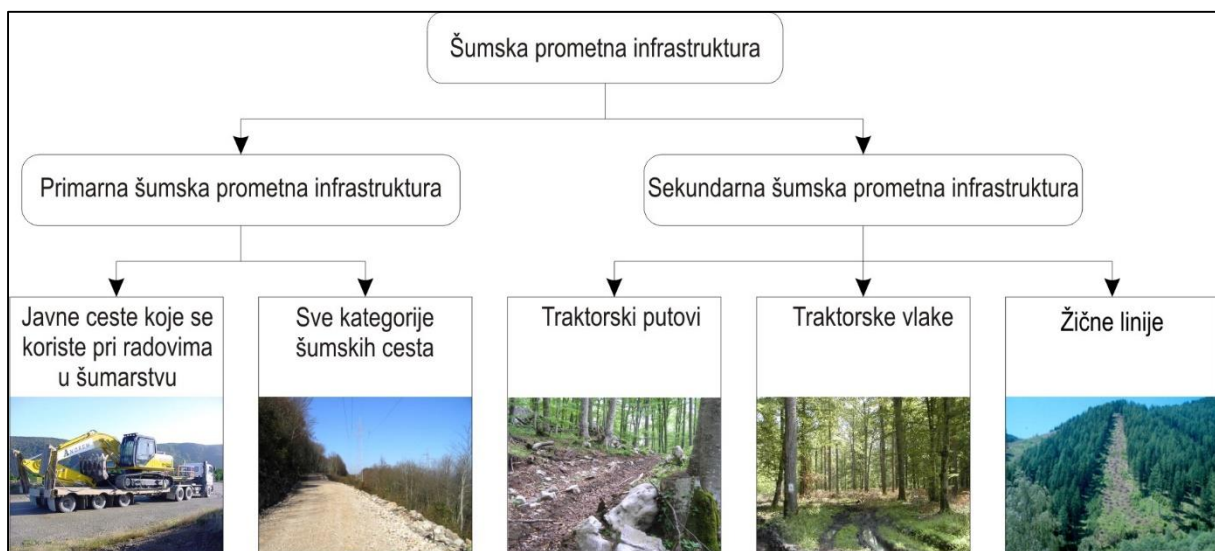 Šumska prometna infrastruktura
Primarna šumska prometna infrastruktura
Sekundarna šumska prometna infrastruktura
Javne ceste koje se
koriste pri radovima
u šumarstvu
Sve kategorije
šumskih cesta
Traktorski putovi
Traktorske vlake
Žične linije